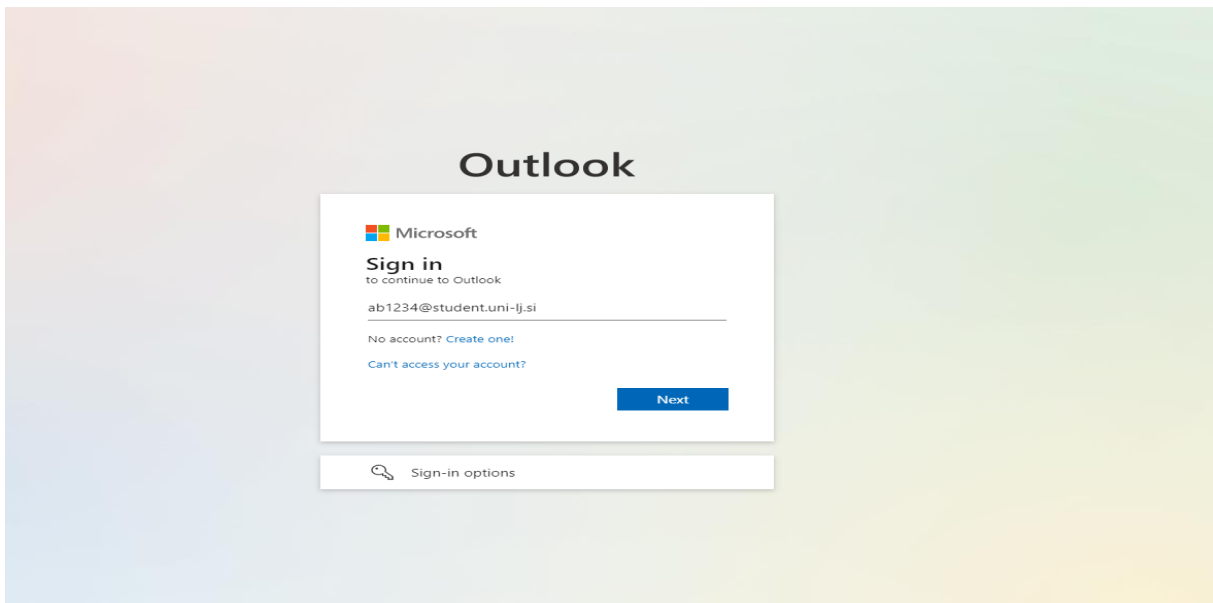 Outlook
Microsoft
Sign in
to continue to Outlook
ab1234@student.uni-lj.si
No account? Create one!
Can't access your account?
Next
Sign-in options